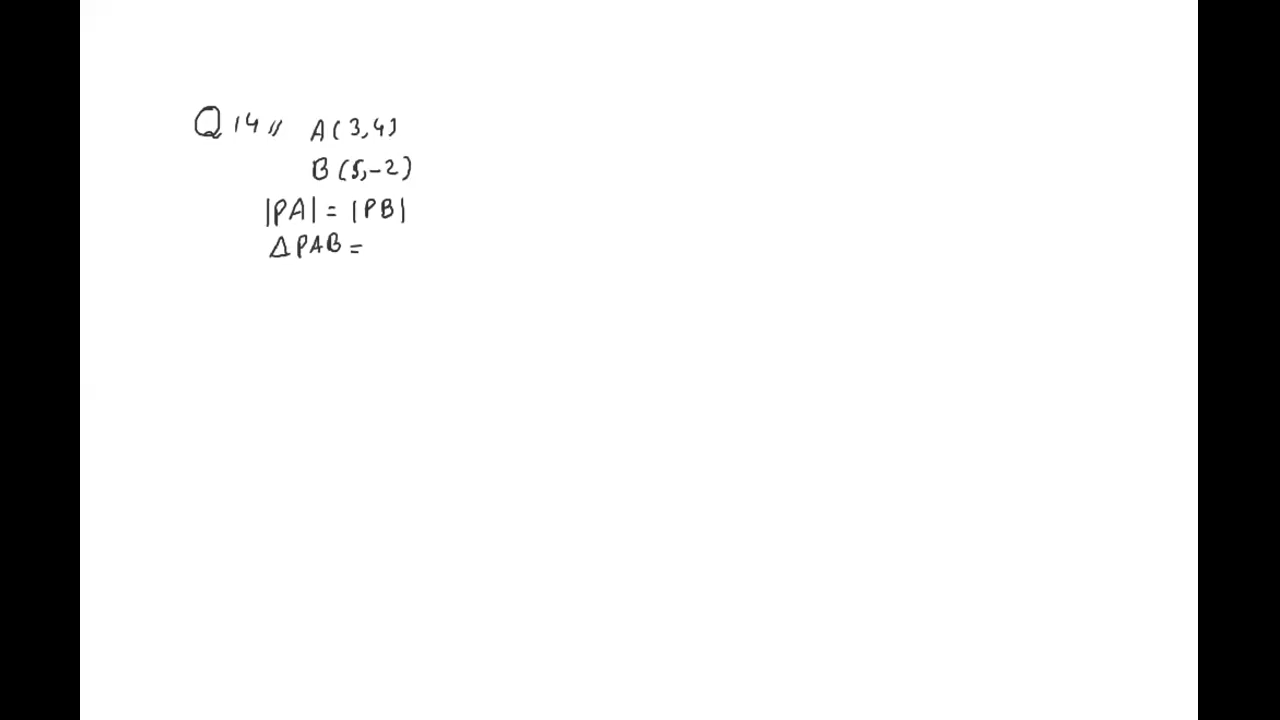 Q 14 // A(3,4)
B(5,-2)
|PA| = |PB|
ΔPAB =